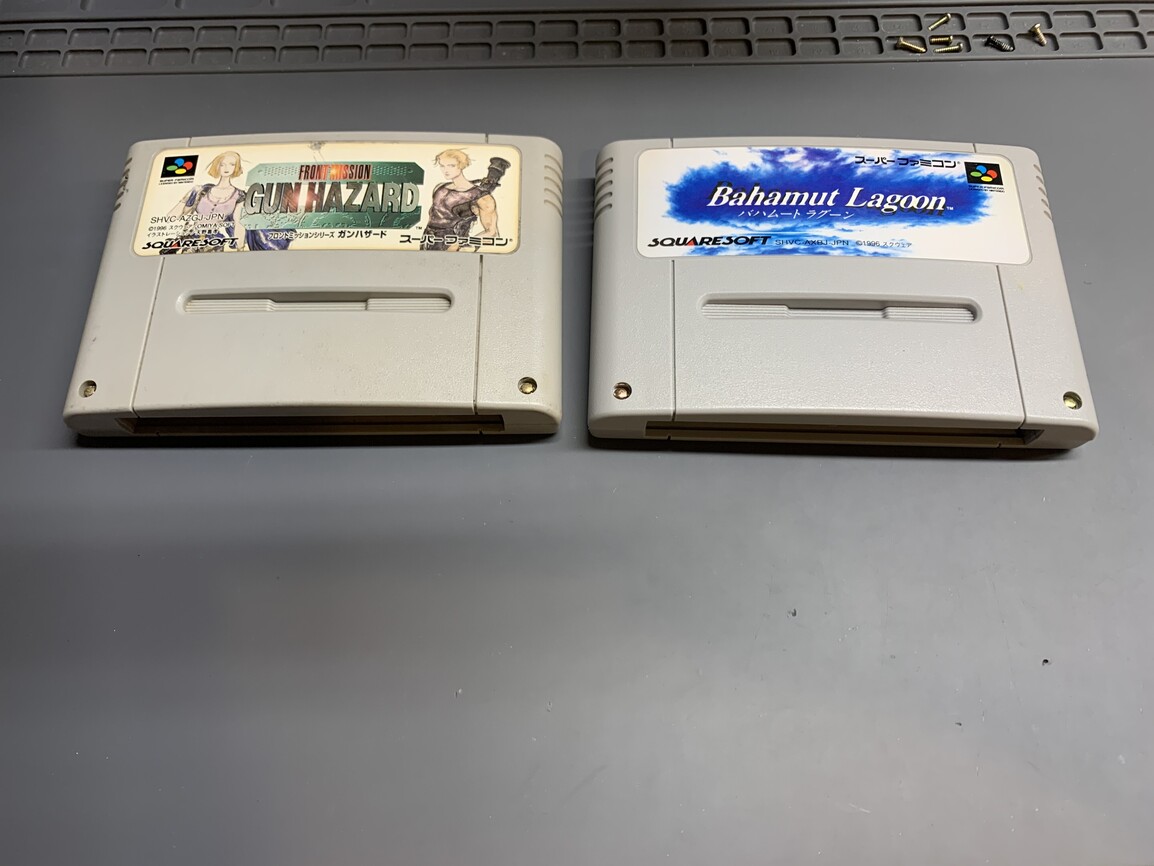 FRONT MISSION
GUN HAZARD
SHVC-AZGJ-JPN
フロントミッションシリーズ ガンハザード
™
SQUARESOFT
スーパーファミコン®
スーパーファミコン®
Bahamut Lagoon™
バハムート ラグーン
SQUARESOFT SHVC-AXBJ-JPN ©1996 スクウェア